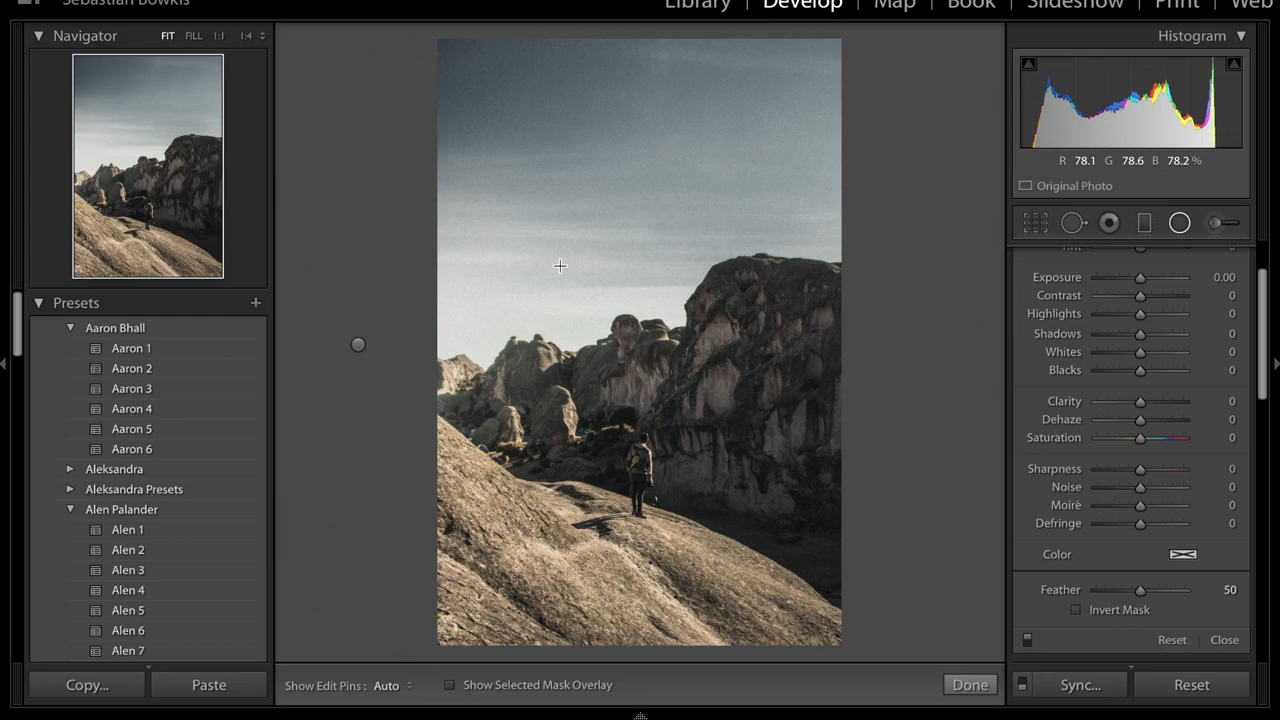 Sebastian Bowkis
Library | Develop | Map | Book | Slideshow | Print | Web
Navigator FIT FILL 1:1 1:4
Histogram
R 78.1 G 78.6 B 78.2 %
Original Photo
Presets +
Aaron Bhall
Aaron 1
Aaron 2
Aaron 3
Aaron 4
Aaron 5
Aaron 6
Aleksandra
Aleksandra Presets
Alen Palander
Alen 1
Alen 2
Alen 3
Alen 4
Alen 5
Alen 6
Alen 7
Copy... Paste
Show Edit Pins : Auto Show Selected Mask Overlay Done
Tint 0
Exposure 0.00
Contrast 0
Highlights 0
Shadows 0
Whites 0
Blacks 0
Clarity 0
Dehaze 0
Saturation 0
Sharpness 0
Noise 0
Moiré 0
Defringe 0
Color
Feather 50
Invert Mask
Reset Close
Sync... Reset